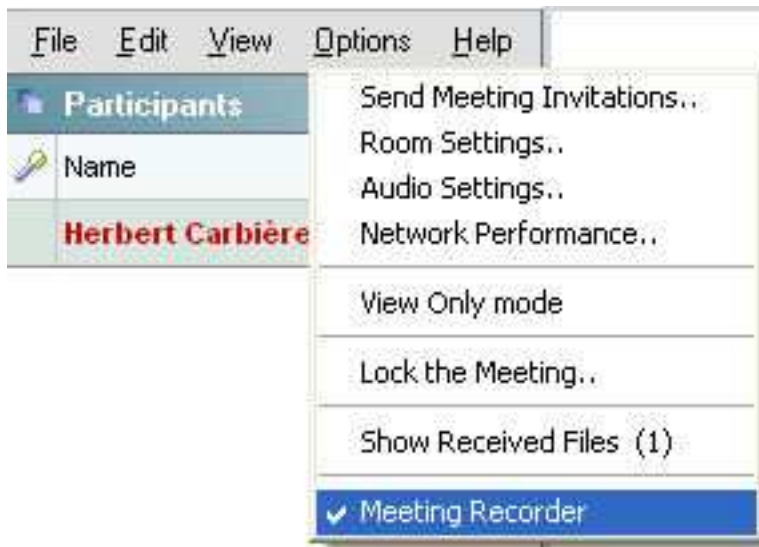 File Edit View Options Help
Participants
Name
Herbert Carbière
Send Meeting Invitations..
Room Settings..
Audio Settings..
Network Performance..
View Only mode
Lock the Meeting..
Show Received Files (1)
Meeting Recorder